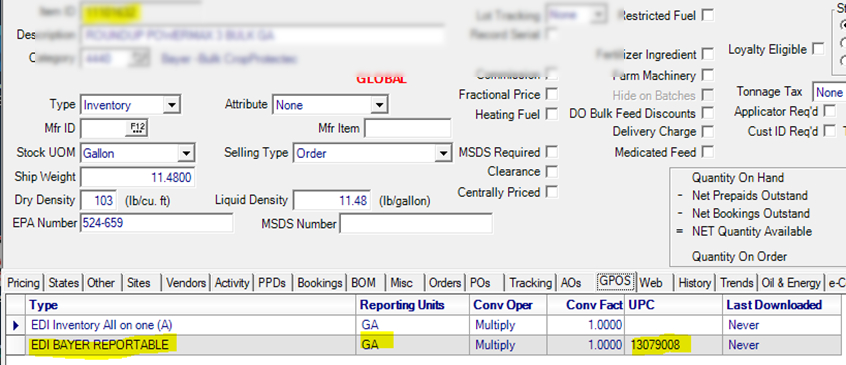 Item ID 11101632
Lot Tracking None
Restricted Fuel
St
Description ROUNDUP POWERMAX 3 BULK GA
Record Serial
Category 4440 Bayer -Bulk CropProtectec
Fertilizer Ingredient
Loyalty Eligible
GLOBAL
Commission
Farm Machinery
Type Inventory
Attribute None
Fractional Price
Hide on Batches
Tonnage Tax None
Mfr ID F12
Mfr Item
Heating Fuel
DO Bulk Feed Discounts
Applicator Req'd
Delivery Charge
Cust ID Req'd
Stock UOM Gallon
Selling Type Order
MSDS Required
Medicated Feed
Ship Weight 11.4800
Clearance
Quantity On Hand
Dry Density 103 (lb/cu. ft)
Liquid Density 11.48 (lb/gallon)
Centrally Priced
- Net Prepaids Outstand
EPA Number 524-659
MSDS Number
- Net Bookings Outstand
= NET Quantity Available
Quantity On Order
Pricing States Other Sites Vendors Activity PPDs Bookings BOM Misc Orders POs Tracking AOs GPOS Web History Trends Oil & Energy e-C
Type Reporting Units Conv Oper Conv Fact UPC Last Downloaded
EDI Inventory All on one (A) GA Multiply 1.0000 Never
EDI BAYER REPORTABLE GA Multiply 1.0000 13079008 Never